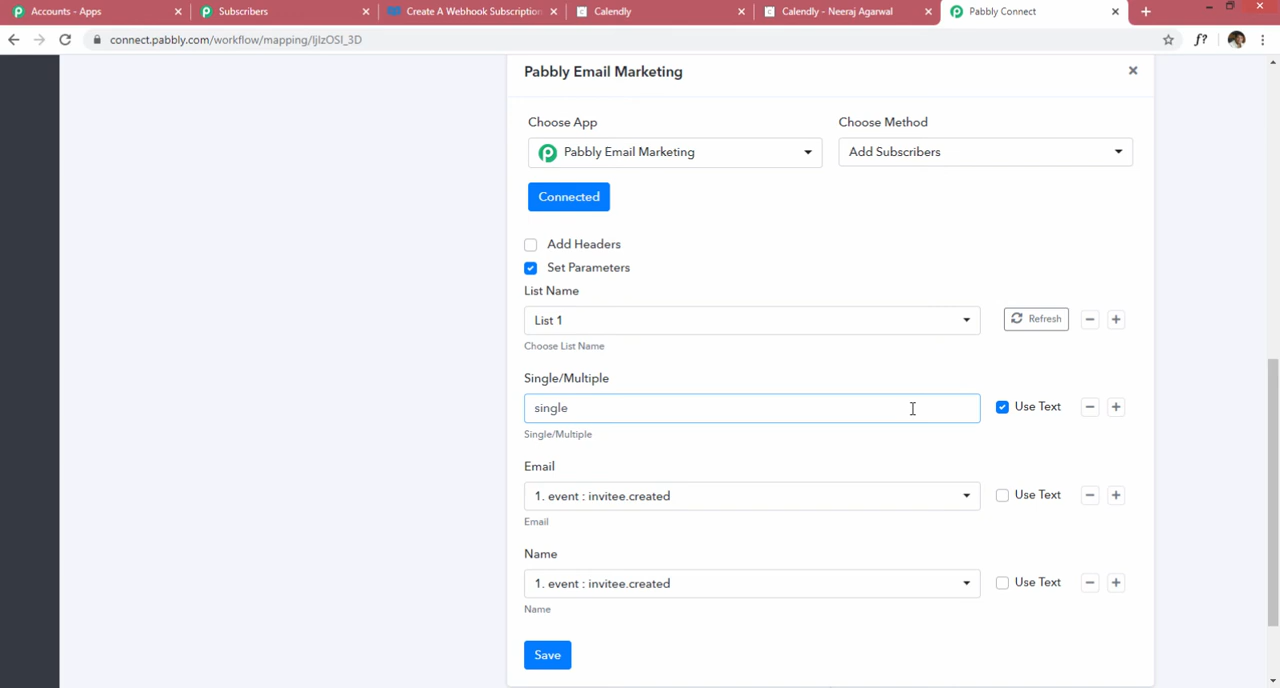 Accounts - Apps
Subscribers
Create A Webhook Subscription
Calendly
Calendly - Neeraj Agarwal
Pabbly Connect
connect.pabbly.com/workflow/mapping/IjIzOSI_3D
f?
Pabbly Email Marketing
Choose App
Choose Method
Pabbly Email Marketing
Add Subscribers
Connected
Add Headers
Set Parameters
List Name
List 1
Refresh
Choose List Name
Single/Multiple
single
Use Text
Single/Multiple
Email
1. event : invitee.created
Use Text
Email
Name
1. event : invitee.created
Use Text
Name
Save